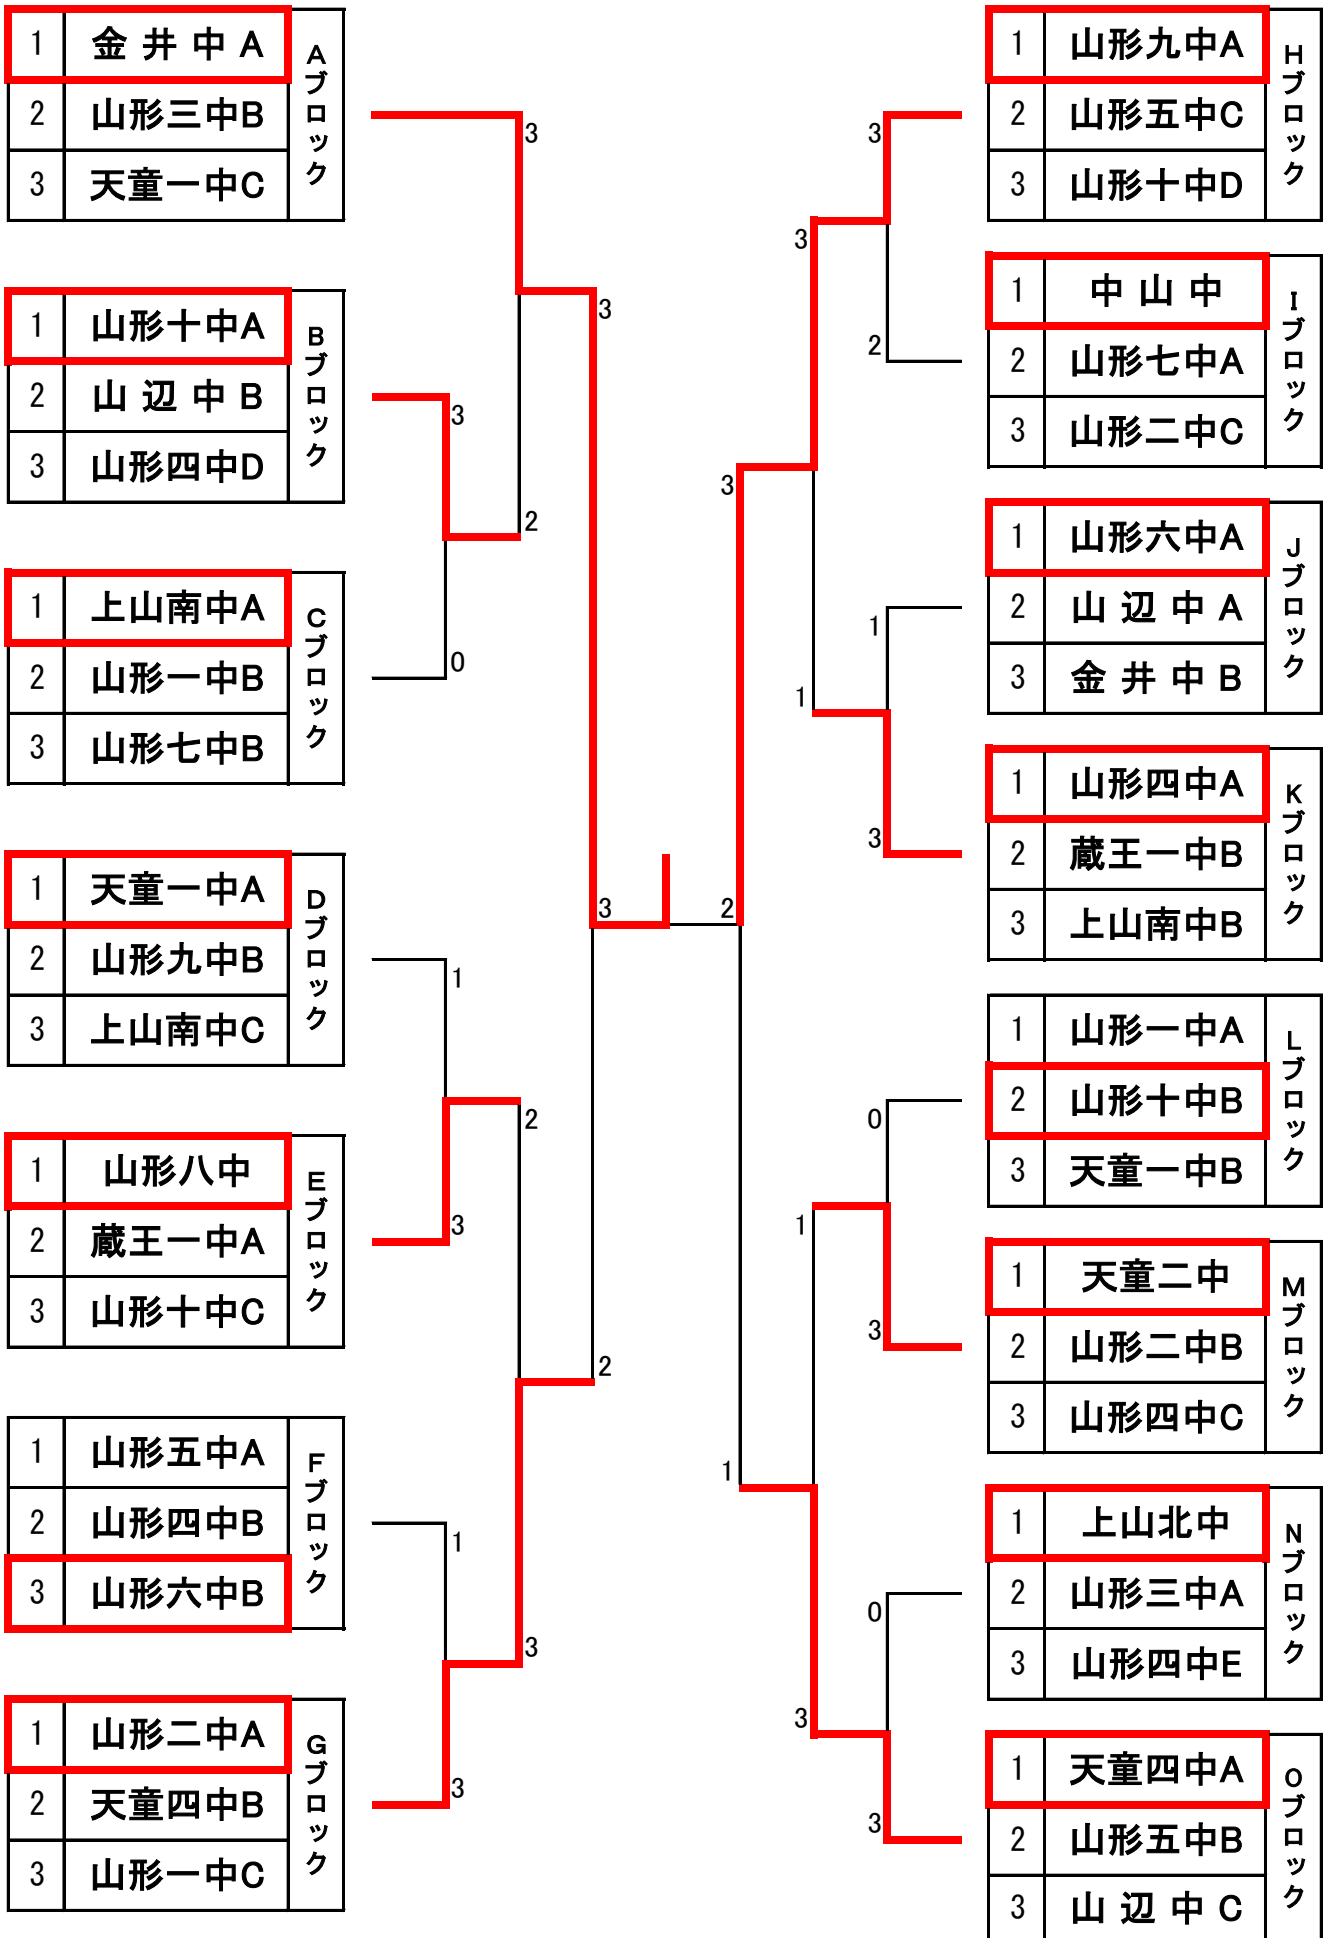 1 金井中A
2 山形三中B
3 天童一中C
Aブロック
1 山形十中A
2 山辺中B
3 山形四中D
Bブロック
1 上山南中A
2 山形一中B
3 山形七中B
Cブロック
1 天童一中A
2 山形九中B
3 上山南中C
Dブロック
1 山形八中
2 蔵王一中A
3 山形十中C
Eブロック
1 山形五中A
2 山形四中B
3 山形六中B
Fブロック
1 山形二中A
2 天童四中B
3 山形一中C
Gブロック
3
3
3
2
0
3
2
1
2
3
2
1
3
3
3
3
2
3
1
1
3
0
1
3
1
0
3
3
1 山形九中A
2 山形五中C
3 山形十中D
Hブロック
1 中山中
2 山形七中A
3 山形二中C
Iブロック
1 山形六中A
2 山辺中A
3 金井中B
Jブロック
1 山形四中A
2 蔵王一中B
3 上山南中B
Kブロック
1 山形一中A
2 山形十中B
3 天童一中B
Lブロック
1 天童二中
2 山形二中B
3 山形四中C
Mブロック
1 上山北中
2 山形三中A
3 山形四中E
Nブロック
1 天童四中A
2 山形五中B
3 山辺中C
Oブロック